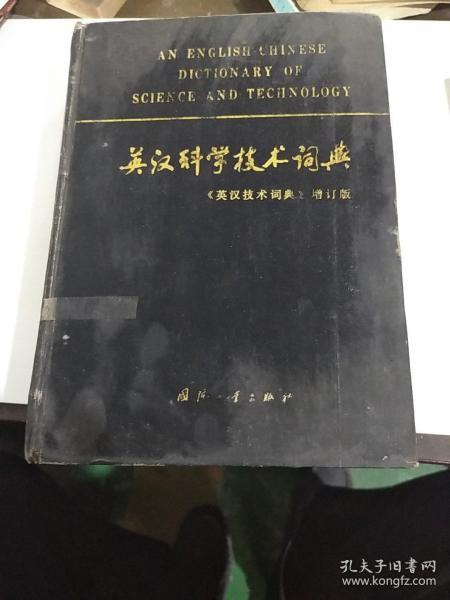 AN ENGLISH-CHINESE
DICTIONARY OF
SCIENCE AND TECHNOLOGY
英汉科学技术词典
《英汉技术词典》增订版
国防工业出版社
孔夫子旧书网
www.kongfz.com